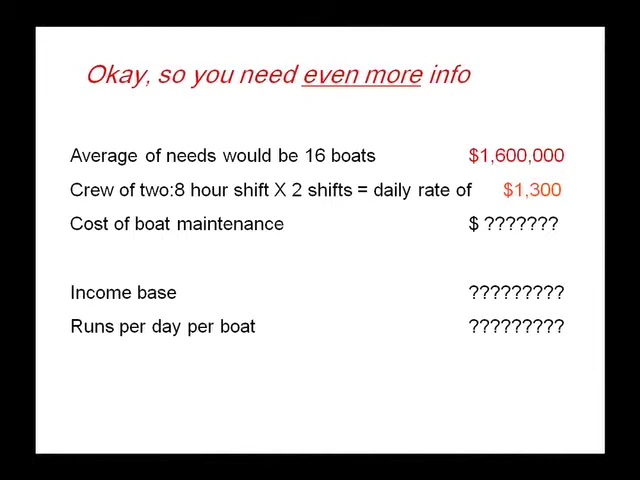 Okay, so you need even more info
Average of needs would be 16 boats $1,600,000
Crew of two:8 hour shift X 2 shifts = daily rate of $1,300
Cost of boat maintenance $ ???????
Income base ?????????
Runs per day per boat ?????????